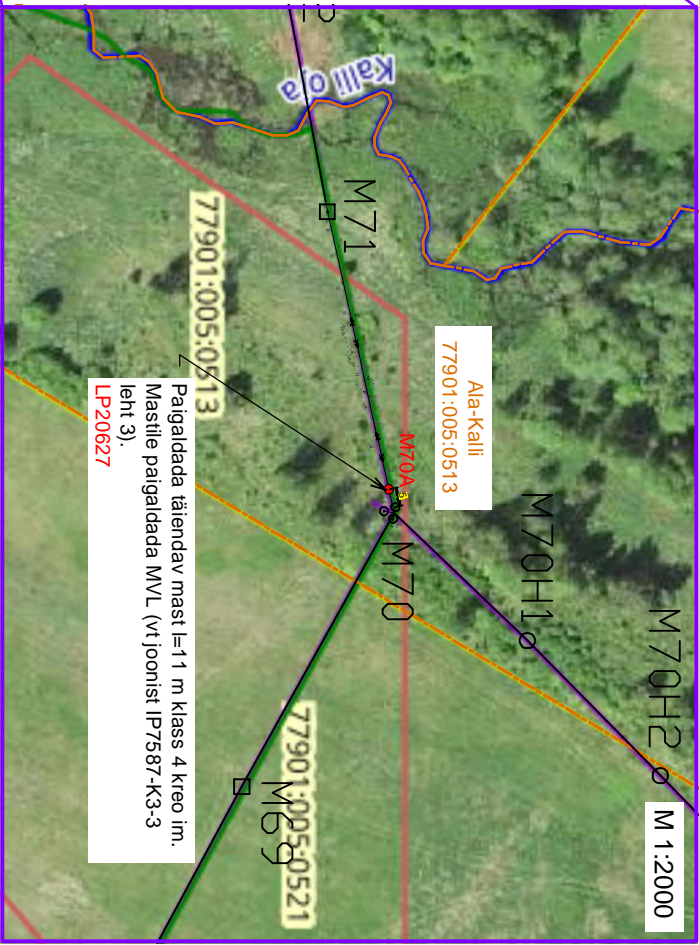 Kalli oja
M71
77901:005:0513
Ala-Kalli
77901:005:0513
M70A
M70
M70H1
M70H2
M 1:2000
M69
77901:005:0521
Paigaldada täiendav mast l=11 m klass 4 kreo im.
Mastile paigaldada MVL (vt joonist IP7587-K3-3
leht 3).
LP20627